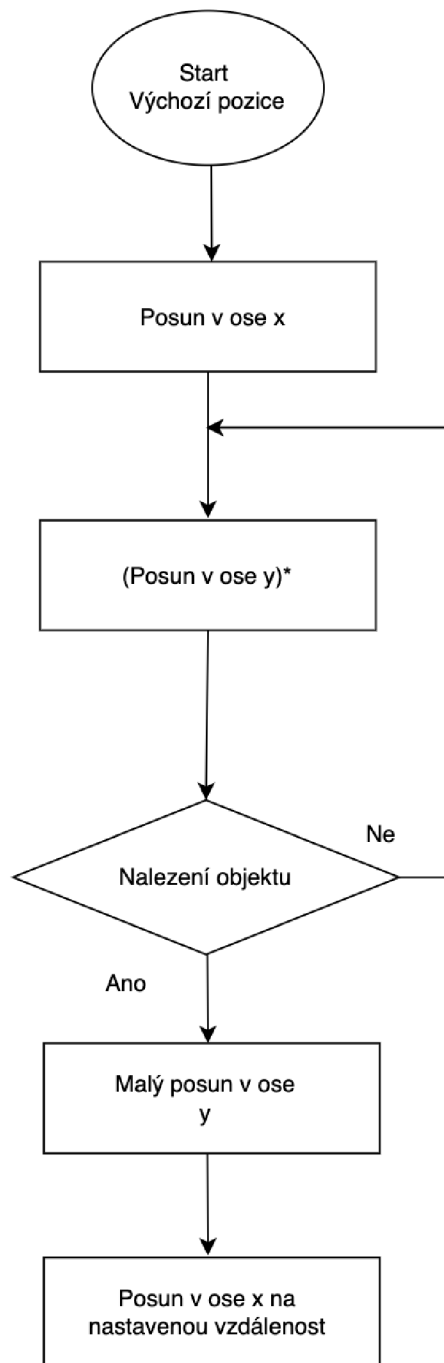 Start
Výchozí pozice
Posun v ose x
(Posun v ose y)*
Ne
Nalezení objektu
Ano
Malý posun v ose
y
Posun v ose x na
nastavenou vzdálenost